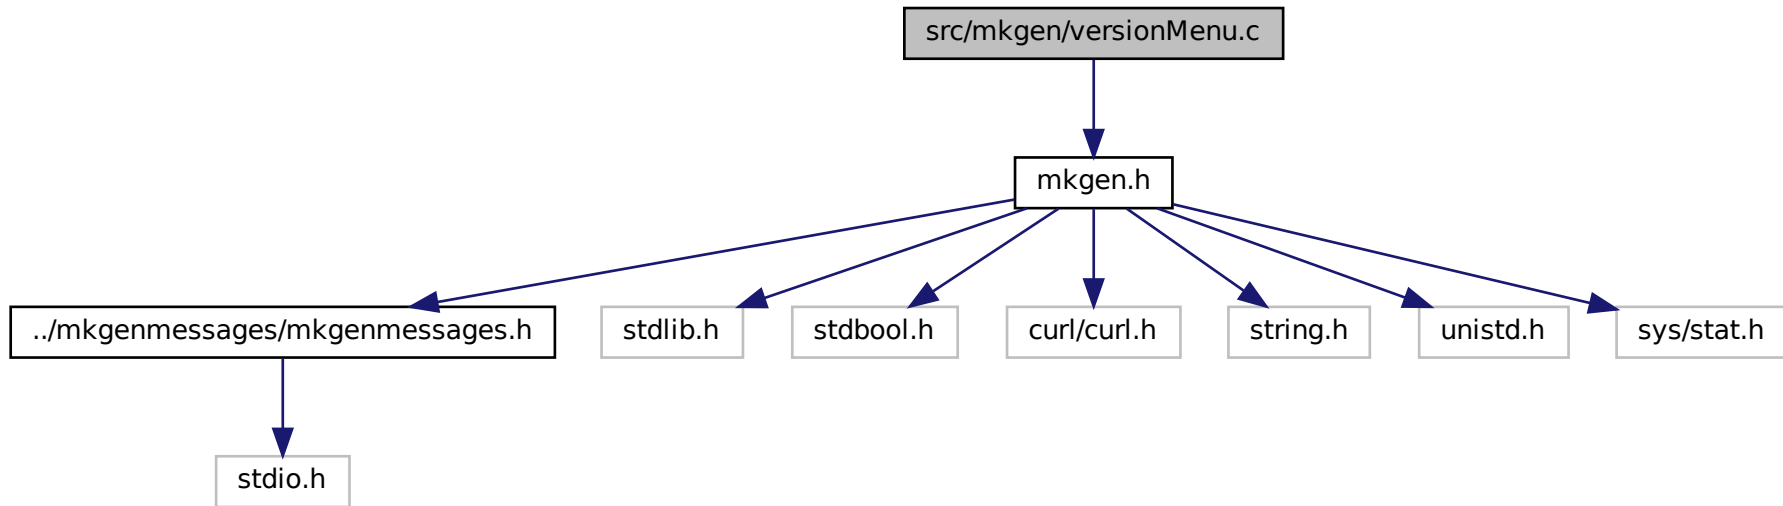 src/mkgen/versionMenu.c
mkgen.h
../mkgenmessages/mkgenmessages.h
stdlib.h
stdbool.h
curl/curl.h
string.h
unistd.h
sys/stat.h
stdio.h